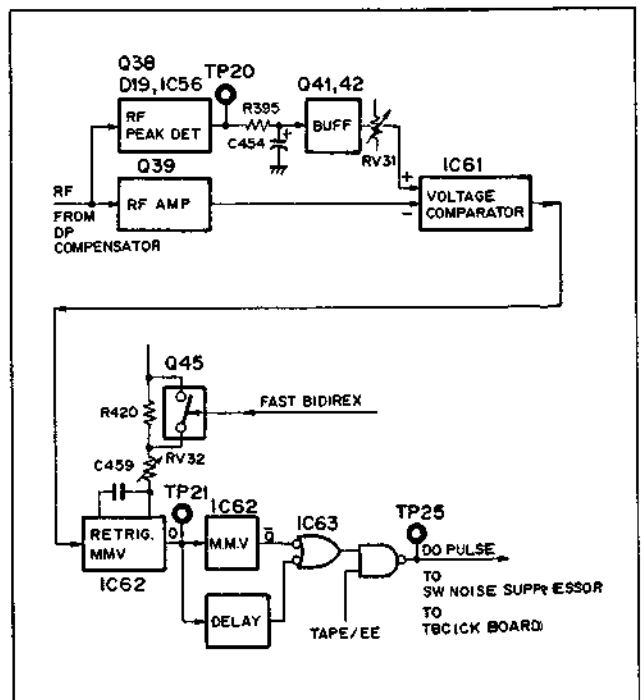 Q38
D19, IC56
TP20
Q41, 42
RF
PEAK DET
R395
C454
+
BUFF
RV31
Q39
IC61
RF
FROM
DP
COMPENSATOR
RF AMP
+
-
VOLTAGE
COMPARATOR
Q45
R420
FAST BIDIREX
RV32
C459
TP21
IC62
IC63
TP25
RETRIG.
MMV
Q
M.M.V
Q̅
DO PULSE
IC62
DELAY
TAPE/EE
TO
SW NOISE SUPPRESSOR
TO
TBC(CK BOARD)